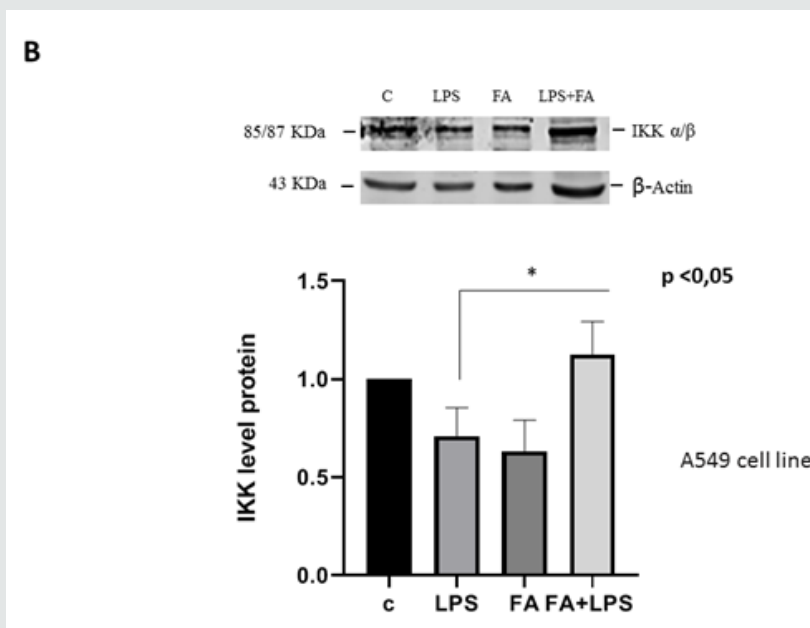 B
C LPS FA LPS+FA
85/87 KDa IKK α/β
43 KDa β-Actin
* p <0,05
1.5
1.0
0.5
0.0
IKK level protein
A549 cell line
c LPS FA FA+LPS